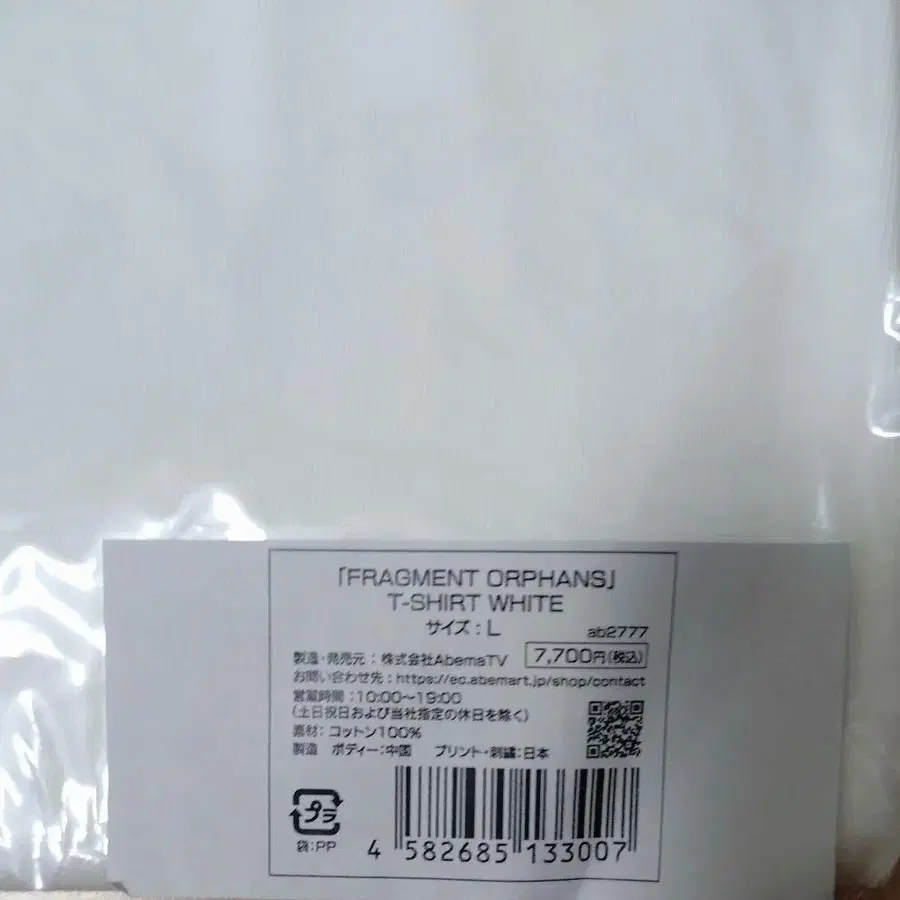 「FRAGMENT ORPHANS」
T-SHIRT WHITE
サイズ : L
ab2777
製造・発売元 : 株式会社AbemaTV 7,700円(税込)
お問い合わせ先 : https://ec.abemart.jp/shop/contact
営業時間 : 10:00〜19:00
(土日祝日および当社指定の休日を除く)
素材: コットン100%
製造 ボディー:中国 プリント・刺繍:日本
プラ
袋:PP
4 582685 133007